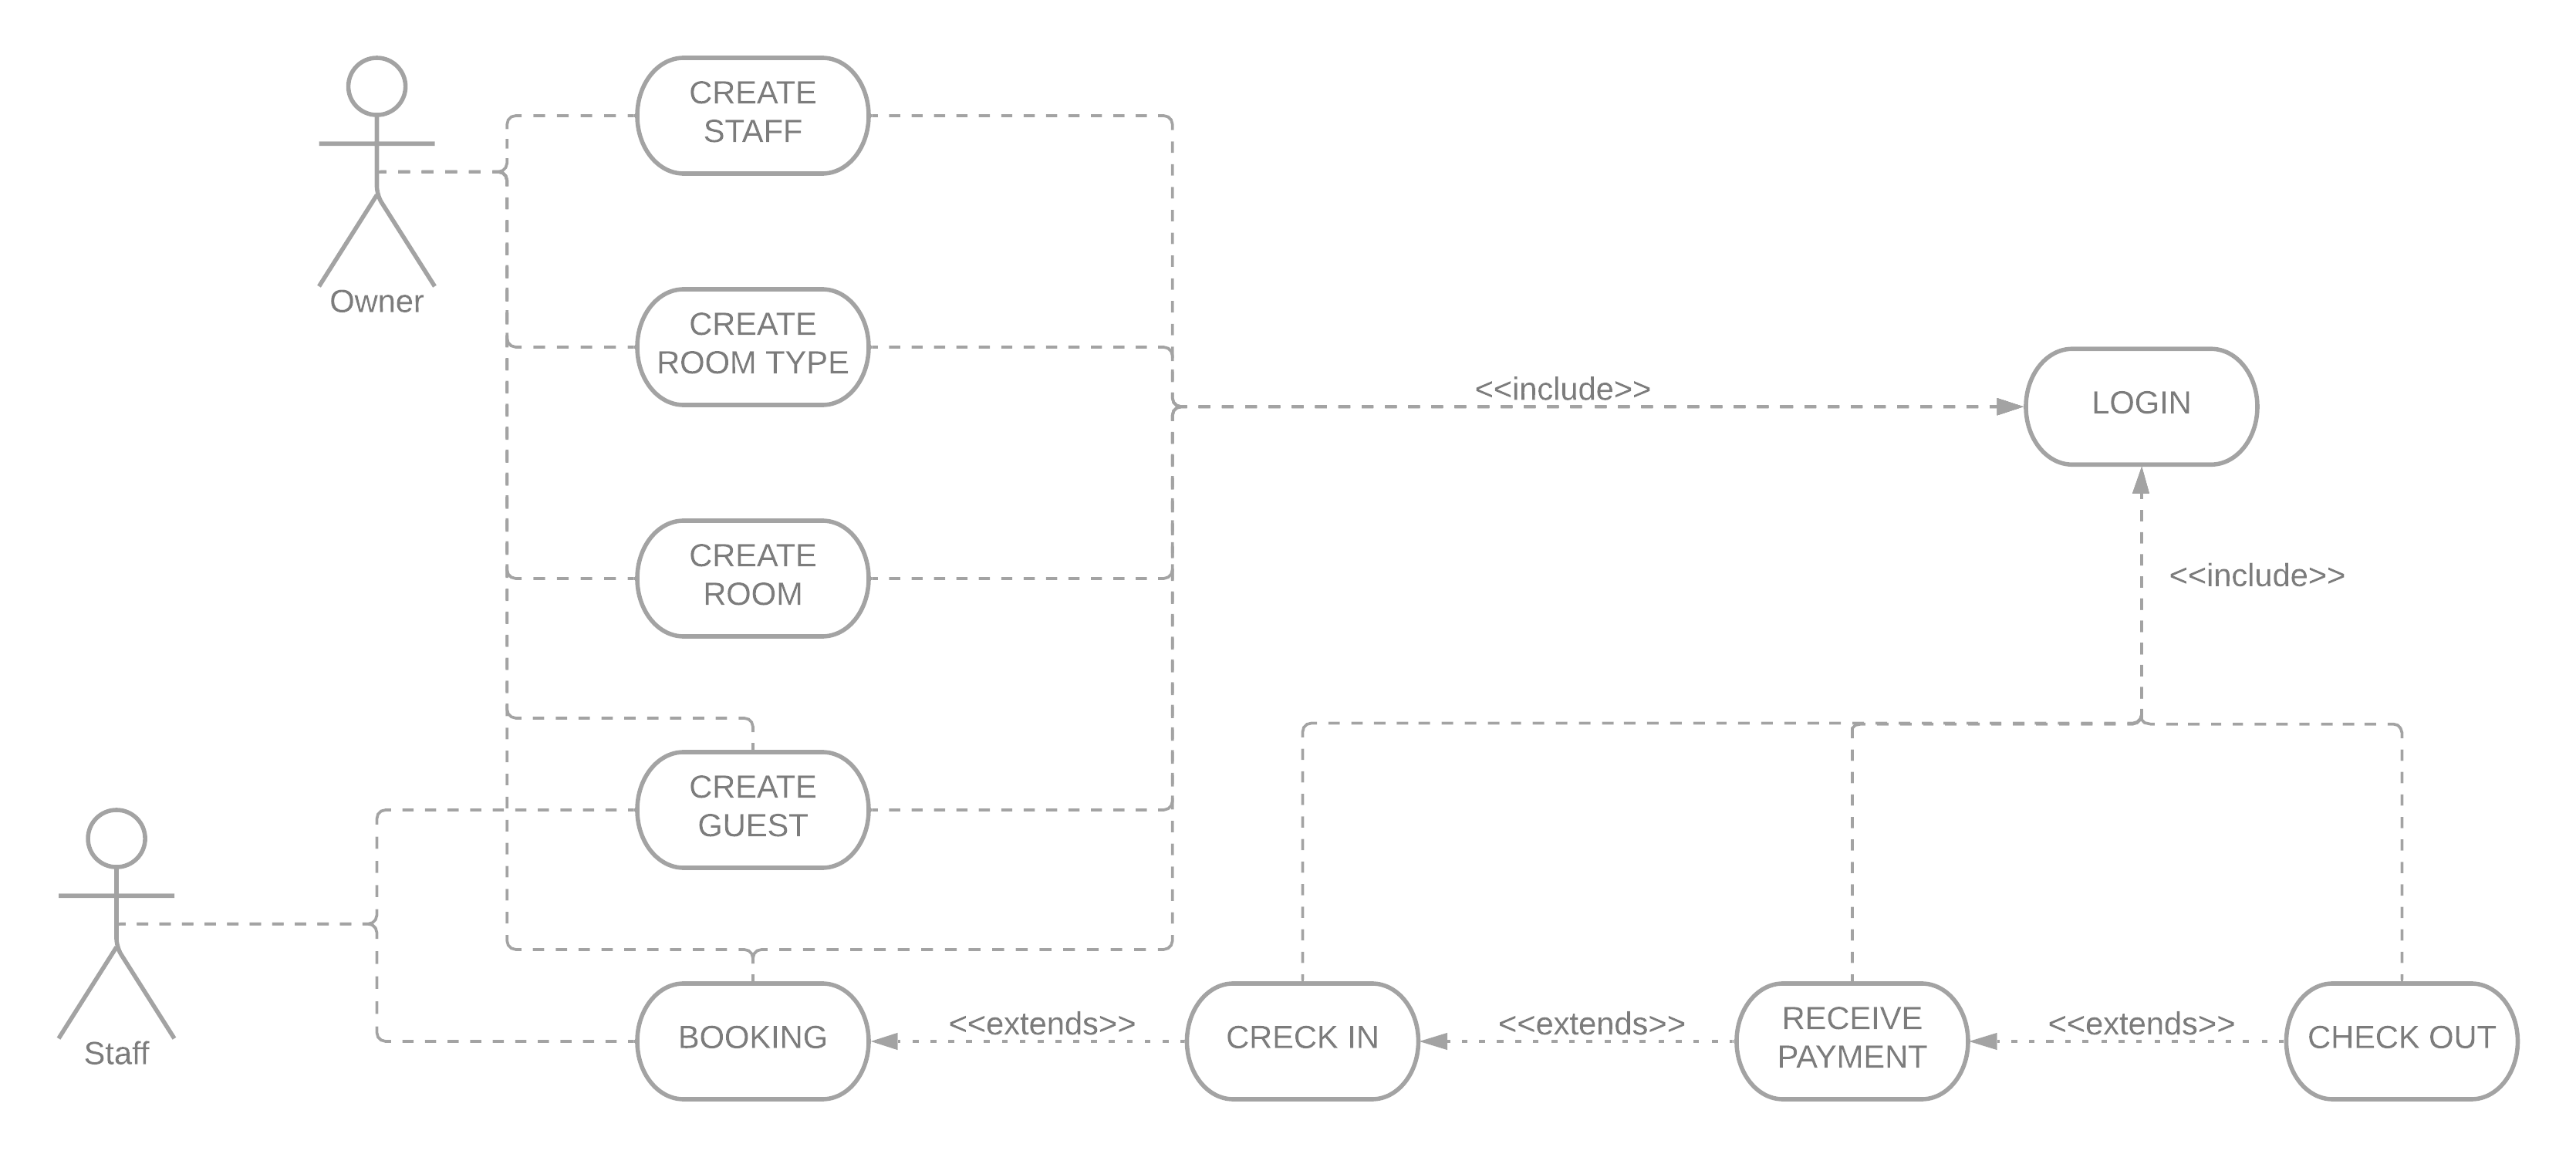 CREATE
STAFF
Owner
CREATE
ROOM TYPE
<<include>>
LOGIN
CREATE
ROOM
<<include>>
CREATE
GUEST
Staff
BOOKING
<<extends>>
CRECK IN
<<extends>>
RECEIVE
PAYMENT
<<extends>>
CHECK OUT